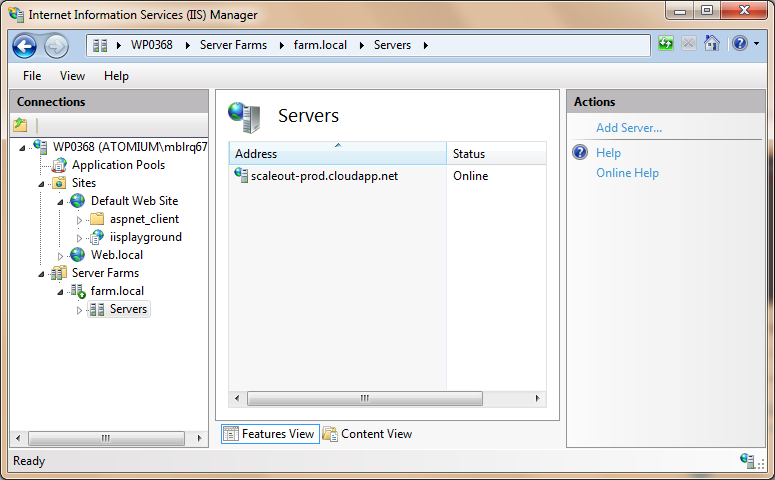 Internet Information Services (IIS) Manager
WP0368 Server Farms farm.local Servers
File View Help
Connections
WP0368 (ATOMIUM\mblrq67
Application Pools
Sites
Default Web Site
aspnet_client
iisplayground
Web.local
Server Farms
farm.local
Servers
Servers
Address Status
scaleout-prod.cloudapp.net Online
Features View Content View
Actions
Add Server...
Help
Online Help
Ready